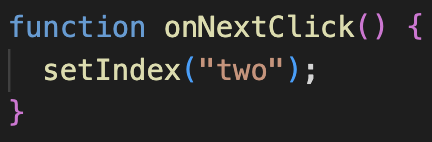 function onNextClick() {
  setIndex("two");
}